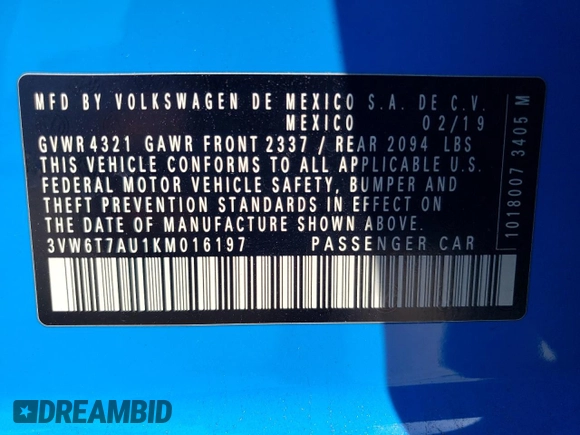 MFD BY VOLKSWAGEN DE MEXICO S.A. DE C.V.
MEXICO 02/19
GVWR 4321 GAWR FRONT 2337 / REAR 2094 LBS
THIS VEHICLE CONFORMS TO ALL APPLICABLE U.S.
FEDERAL MOTOR VEHICLE SAFETY, BUMPER AND
THEFT PREVENTION STANDARDS IN EFFECT ON
THE DATE OF MANUFACTURE SHOWN ABOVE.
3VW6T7AU1KM016197 PASSENGER CAR
1018007 3405 M
DREAMBID